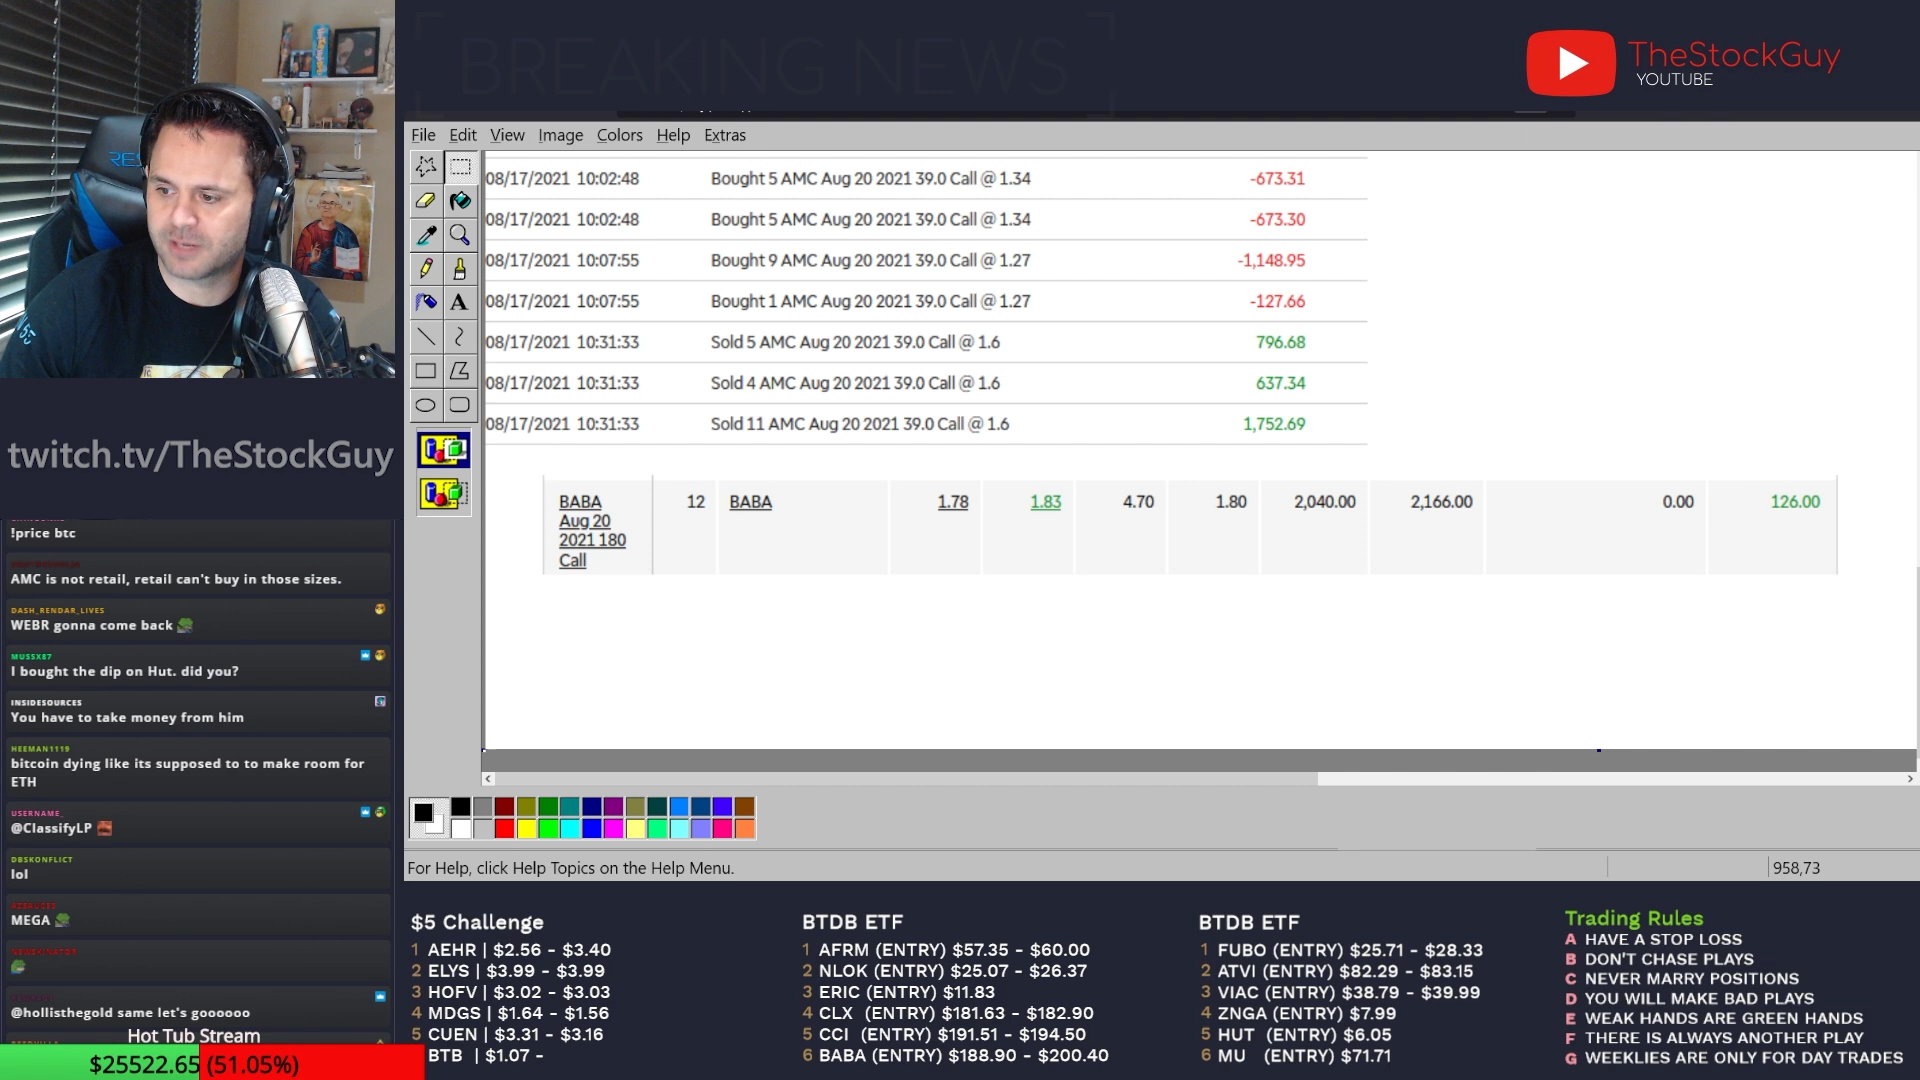 BREAKING NEWS
TheStockGuy
YOUTUBE
RES
File Edit View Image Colors Help Extras
08/17/2021 10:02:48 Bought 5 AMC Aug 20 2021 39.0 Call @ 1.34 -673.31
08/17/2021 10:02:48 Bought 5 AMC Aug 20 2021 39.0 Call @ 1.34 -673.30
08/17/2021 10:07:55 Bought 9 AMC Aug 20 2021 39.0 Call @ 1.27 -1,148.95
08/17/2021 10:07:55 Bought 1 AMC Aug 20 2021 39.0 Call @ 1.27 -127.66
08/17/2021 10:31:33 Sold 5 AMC Aug 20 2021 39.0 Call @ 1.6 796.68
08/17/2021 10:31:33 Sold 4 AMC Aug 20 2021 39.0 Call @ 1.6 637.34
08/17/2021 10:31:33 Sold 11 AMC Aug 20 2021 39.0 Call @ 1.6 1,752.69
BABA 12 BABA 1.78 1.83 4.70 1.80 2,040.00 2,166.00 0.00 126.00
Aug 20
2021 180
Call
A
For Help, click Help Topics on the Help Menu. 958,73
twitch.tv/TheStockGuy
!price btc
AMC is not retail, retail can't buy in those sizes.
DASH_RENDAR_LIVES
WEBR gonna come back
MUSSX87
I bought the dip on Hut. did you?
INSIDESOURCES
You have to take money from him
HEEMAN1119
bitcoin dying like its supposed to to make room for
ETH
USERNAME_
@ClassifyLP
DBSKONFLICT
lol
MEGA
@hollisthegold same let's goooooo
Hot Tub Stream
$25522.65 (51.05%)
$5 Challenge
1 AEHR | $2.56 - $3.40
2 ELYS | $3.99 - $3.99
3 HOFV | $3.02 - $3.03
4 MDGS | $1.64 - $1.56
5 CUEN | $3.31 - $3.16
BTB | $1.07 -
BTDB ETF
1 AFRM (ENTRY) $57.35 - $60.00
2 NLOK (ENTRY) $25.07 - $26.37
3 ERIC (ENTRY) $11.83
4 CLX (ENTRY) $181.63 - $182.90
5 CCI (ENTRY) $191.51 - $194.50
6 BABA (ENTRY) $188.90 - $200.40
BTDB ETF
1 FUBO (ENTRY) $25.71 - $28.33
2 ATVI (ENTRY) $82.29 - $83.15
3 VIAC (ENTRY) $38.79 - $39.99
4 ZNGA (ENTRY) $7.99
5 HUT (ENTRY) $6.05
6 MU (ENTRY) $71.71
Trading Rules
A HAVE A STOP LOSS
B DON'T CHASE PLAYS
C NEVER MARRY POSITIONS
D YOU WILL MAKE BAD PLAYS
E WEAK HANDS ARE GREEN HANDS
F THERE IS ALWAYS ANOTHER PLAY
G WEEKLIES ARE ONLY FOR DAY TRADES